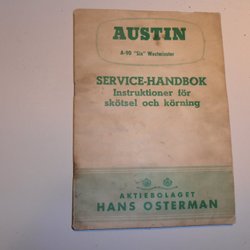 AUSTIN
A-90 "Six" Westminster
SERVICE-HANDBOK
Instruktioner för
skötsel och körning
AKTIEBOLAGET
HANS OSTERMAN